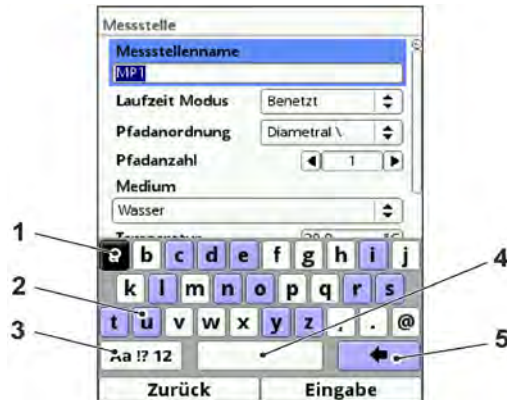 Messstelle
Messstellenname
MP1
Laufzeit Modus Benetzt
Pfadanordnung Diametral \
Pfadanzahl 1
Medium
Wasser
1 a b c d e f g h i j 4
2 k l m n o p q r s
3 t u v w x y z , . @ 5
Aa !? 12
Zurück Eingabe